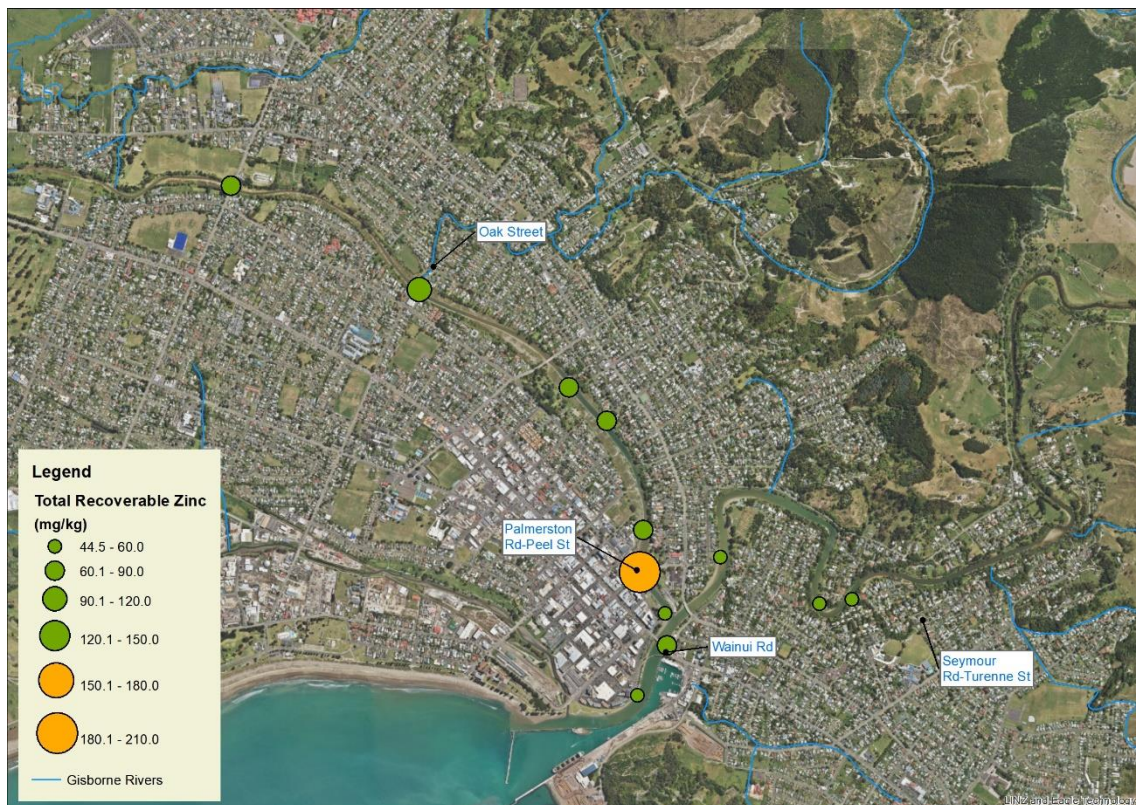 Oak Street
Palmerston
Rd-Peel St
Wainui Rd
Seymour
Rd-Turenne St
Legend
Total Recoverable Zinc
(mg/kg)
44.5 - 60.0
60.1 - 90.0
90.1 - 120.0
120.1 - 150.0
150.1 - 180.0
180.1 - 210.0
Gisborne Rivers
LINZ and Eagle